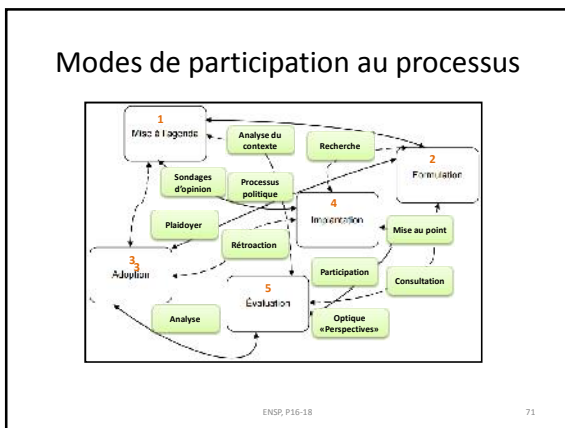 Modes de participation au processus
1
Mise à l'agenda
Analyse du
contexte
Recherche
2
Formulation
Sondages
d'opinion
Processus
politique
4
Implantation
Plaidoyer
Rétroaction
Mise au point
3
3
Adoption
5
Évaluation
Participation
Consultation
Analyse
Optique
«Perspectives»
ENSP, P16-18
71